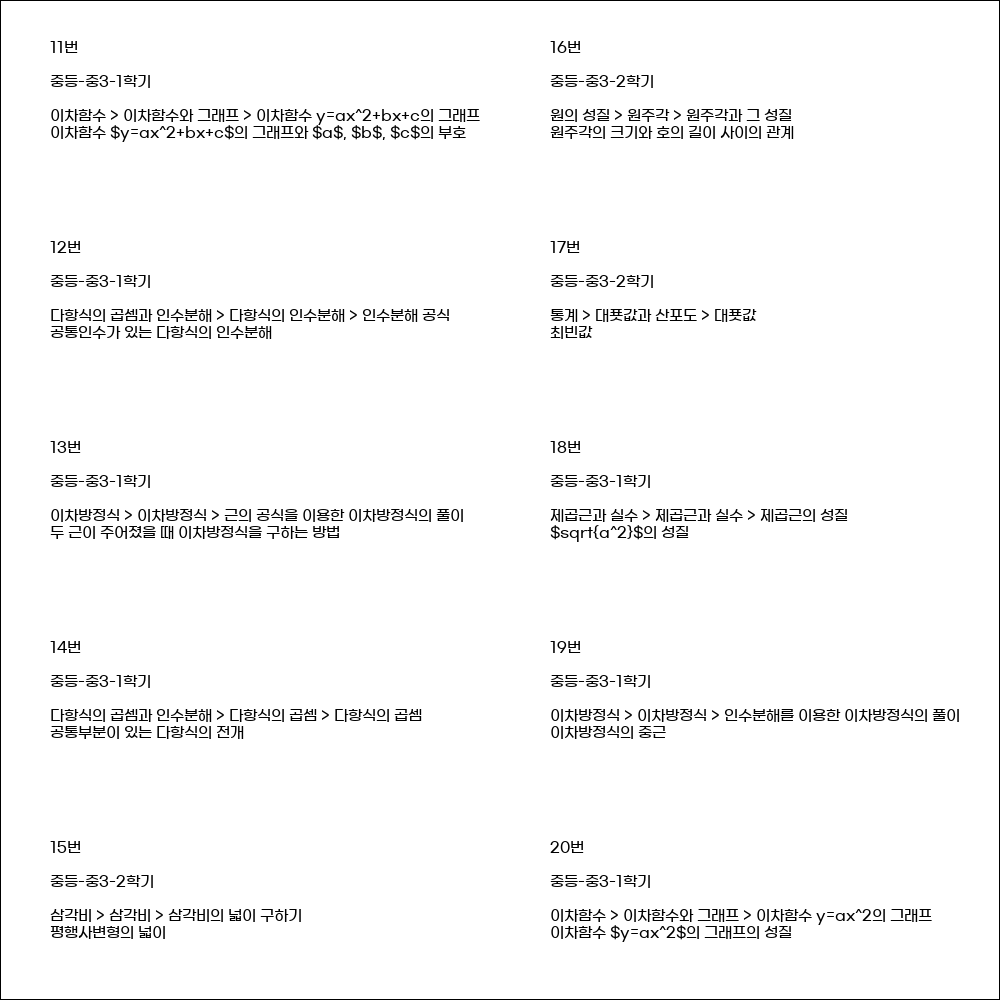 11번
중등-중3-1학기
이차함수 > 이차함수와 그래프 > 이차함수 y=ax^2+bx+c의 그래프
이차함수 $y=ax^2+bx+c$의 그래프와 $a$, $b$, $c$의 부호
12번
중등-중3-1학기
다항식의 곱셈과 인수분해 > 다항식의 인수분해 > 인수분해 공식
공통인수가 있는 다항식의 인수분해
13번
중등-중3-1학기
이차방정식 > 이차방정식 > 근의 공식을 이용한 이차방정식의 풀이
두 근이 주어졌을 때 이차방정식을 구하는 방법
14번
중등-중3-1학기
다항식의 곱셈과 인수분해 > 다항식의 곱셈 > 다항식의 곱셈
공통부분이 있는 다항식의 전개
15번
중등-중3-2학기
삼각비 > 삼각비 > 삼각비의 넓이 구하기
평행사변형의 넓이
16번
중등-중3-2학기
원의 성질 > 원주각 > 원주각과 그 성질
원주각의 크기와 호의 길이 사이의 관계
17번
중등-중3-2학기
통계 > 대푯값과 산포도 > 대푯값
최빈값
18번
중등-중3-1학기
제곱근과 실수 > 제곱근과 실수 > 제곱근의 성질
$sqrt{a^2}$의 성질
19번
중등-중3-1학기
이차방정식 > 이차방정식 > 인수분해를 이용한 이차방정식의 풀이
이차방정식의 중근
20번
중등-중3-1학기
이차함수 > 이차함수와 그래프 > 이차함수 y=ax^2의 그래프
이차함수 $y=ax^2$의 그래프의 성질